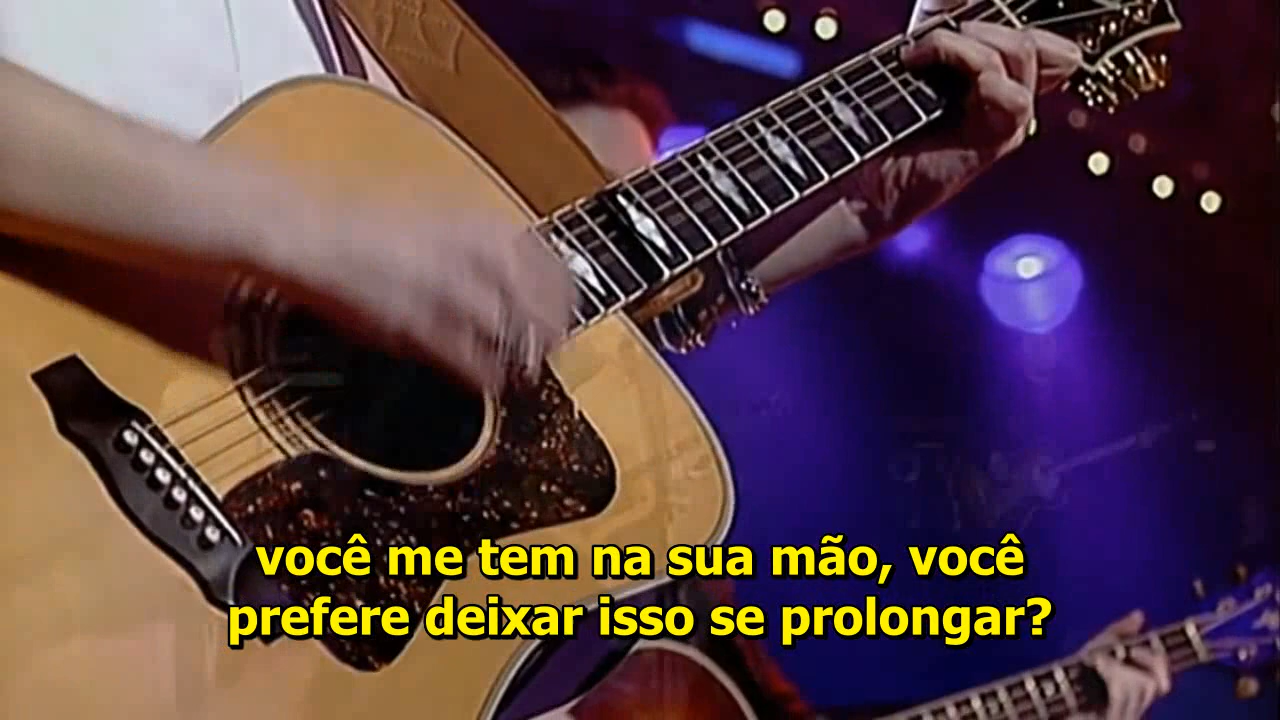 você me tem na sua mão, você
prefere deixar isso se prolongar?